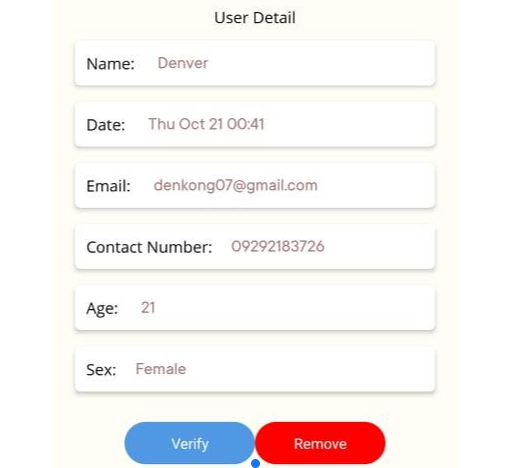 User Detail
Name: Denver
Date: Thu Oct 21 00:41
Email: denkong07@gmail.com
Contact Number: 09292183726
Age: 21
Sex: Female
Verify Remove